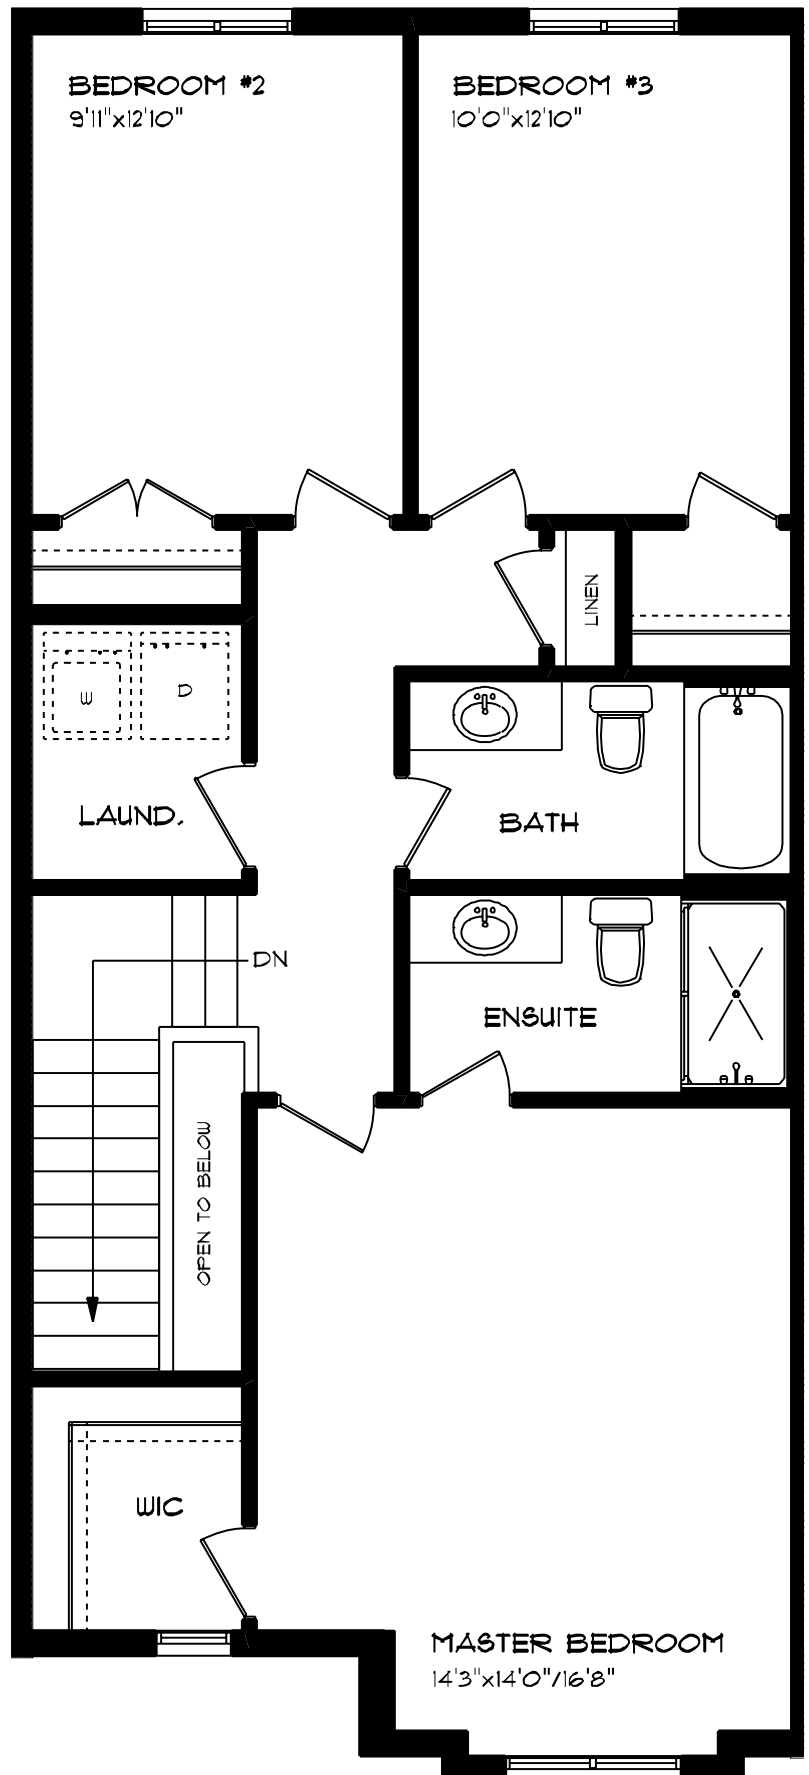 BEDROOM #2
9'11"x12'10"
BEDROOM #3
10'0"x12'10"
LINEN
W
D
LAUND.
BATH
DN
ENSUITE
OPEN TO BELOW
WIC
MASTER BEDROOM
14'3"x14'0"/16'8"